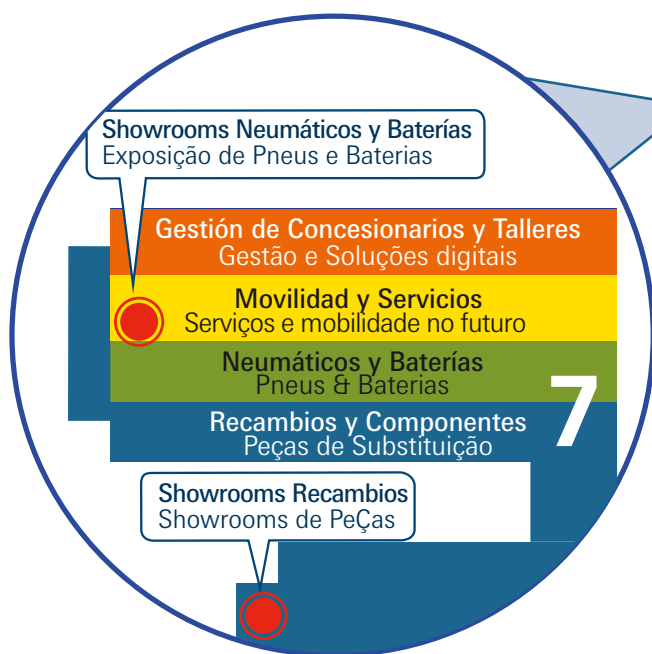 Showrooms Neumáticos y Baterías
Exposição de Pneus e Baterias
Gestión de Concesionarios y Talleres
Gestão e Soluções digitais
Movilidad y Servicios
Serviços e mobilidade no futuro
Neumáticos y Baterías
Pneus & Baterias
7
Recambios y Componentes
Peças de Substituição
Showrooms Recambios
Showrooms de PeÇas